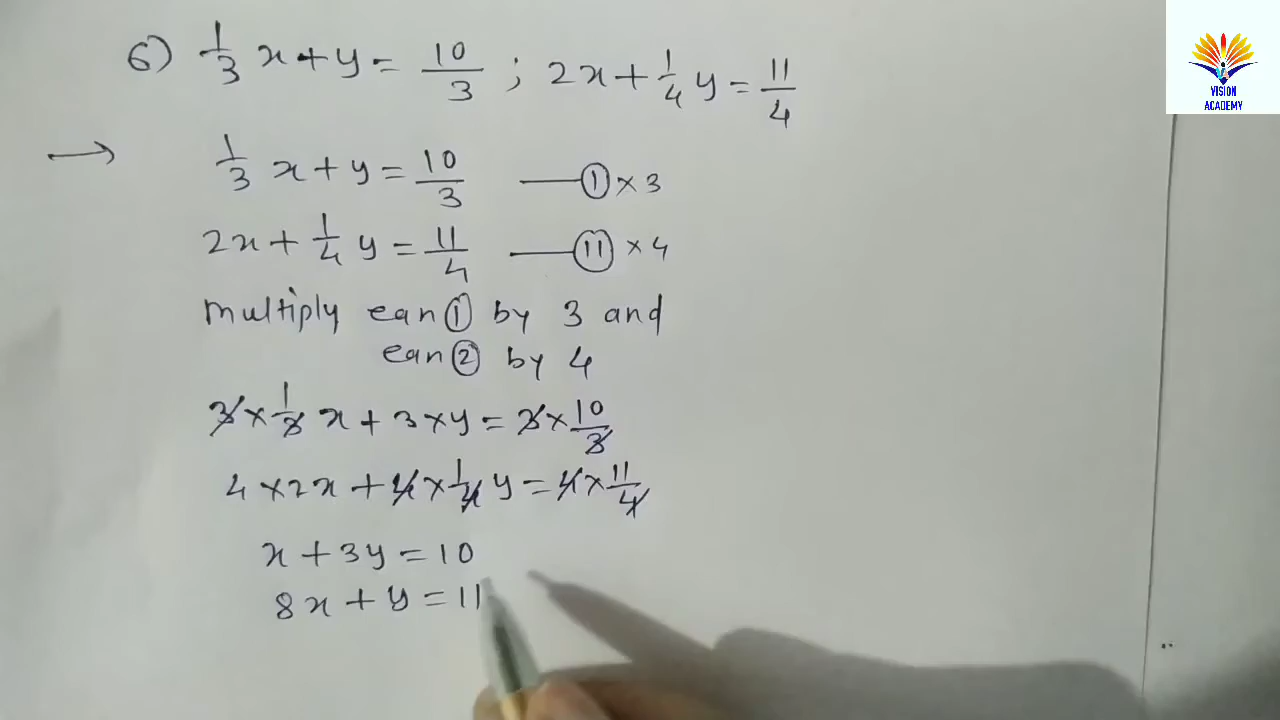 6) 1/3 x + y = 10/3 ; 2x + 1/4 y = 11/4
→ 1/3 x + y = 10/3 —① × 3
2x + 1/4 y = 11/4 —⑪ × 4
multiply eqn ① by 3 and
eqn ② by 4
3 × 1/3 x + 3 × y = 3 × 10/3
4 × 2x + 4 × 1/4 y = 4 × 11/4
x + 3y = 10
8x + y = 11
VISION
ACADEMY